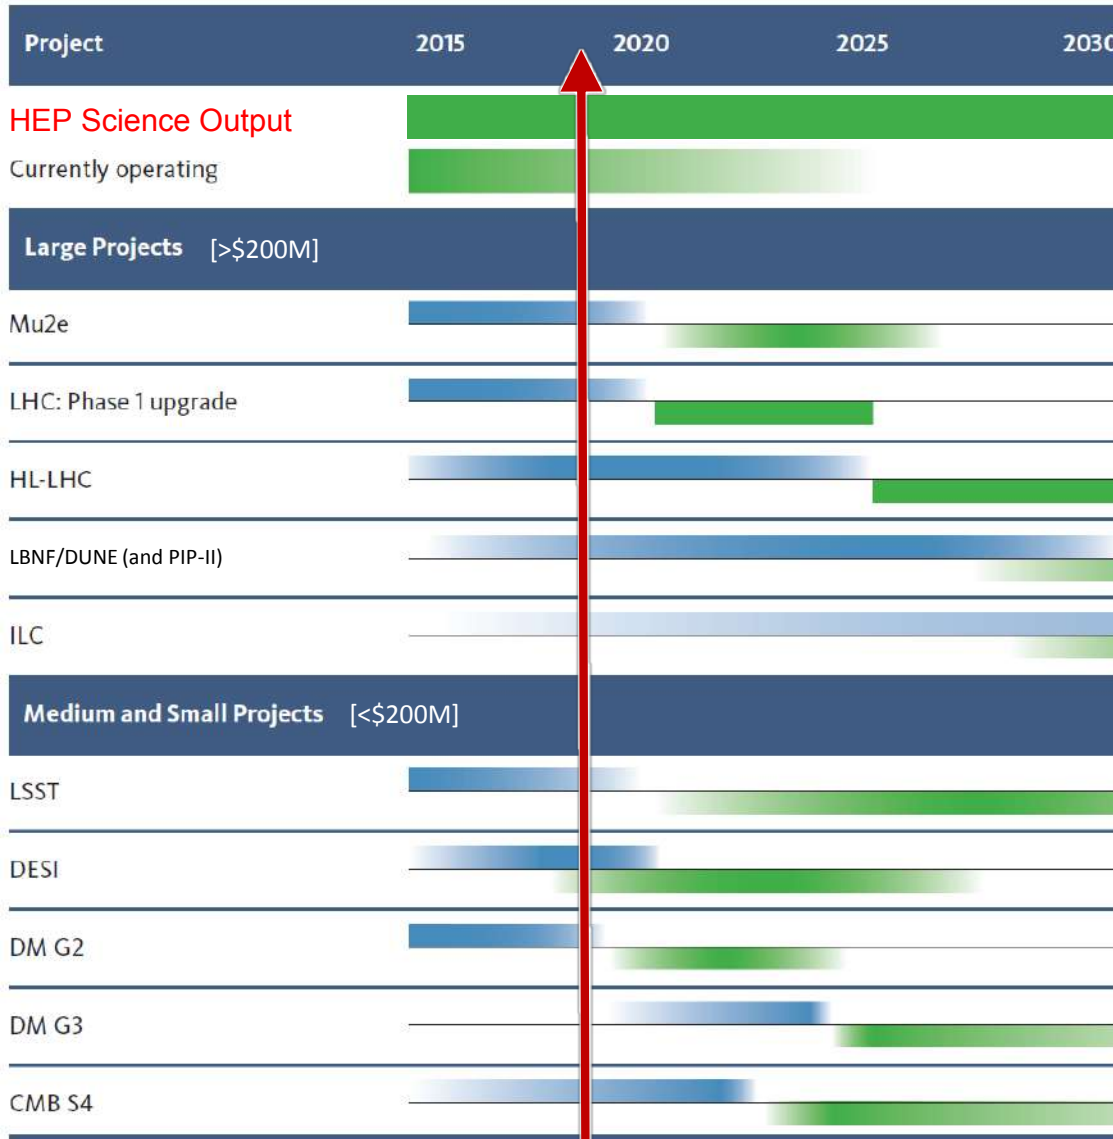 Project 2015 2020 2025 2030
HEP Science Output
Currently operating
Large Projects [>$200M]
Mu2e
LHC: Phase 1 upgrade
HL-LHC
LBNF/DUNE (and PIP-II)
ILC
Medium and Small Projects [<$200M]
LSST
DESI
DM G2
DM G3
CMB S4